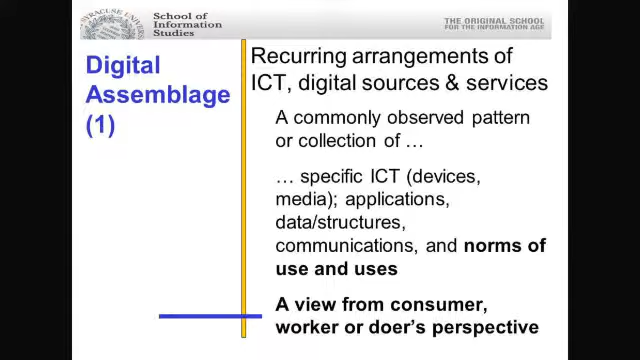 SYRACUSE UNIVERSITY
School of
Information
Studies
THE ORIGINAL SCHOOL
FOR THE INFORMATION AGE
Digital
Assemblage
(1)
Recurring arrangements of
ICT, digital sources & services
A commonly observed pattern
or collection of …
… specific ICT (devices,
media); applications,
data/structures,
communications, and norms of
use and uses
A view from consumer,
worker or doer's perspective